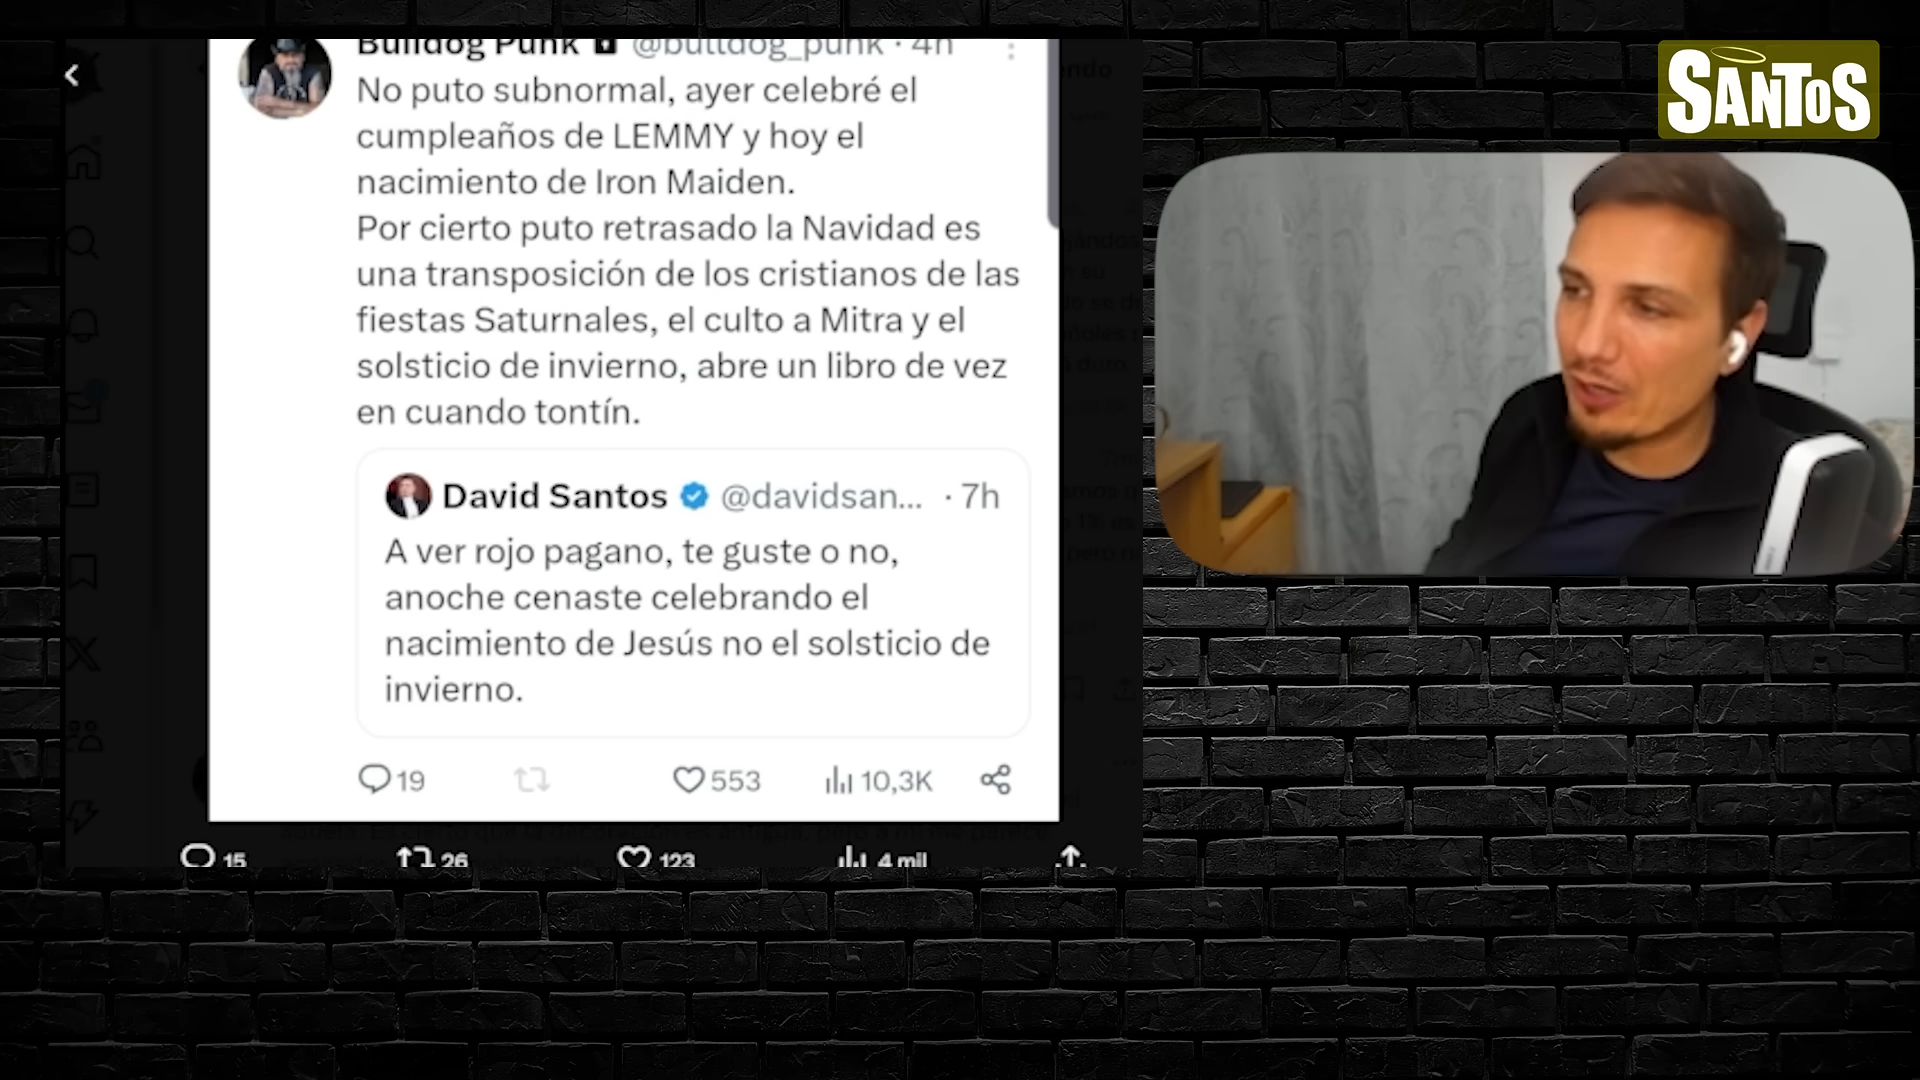 Bulldog Punk @bulldog_punk · 4h
SANTOS
No puto subnormal, ayer celebré el
cumpleaños de LEMMY y hoy el
nacimiento de Iron Maiden.
Por cierto puto retrasado la Navidad es
una transposición de los cristianos de las
fiestas Saturnales, el culto a Mitra y el
solsticio de invierno, abre un libro de vez
en cuando tontín.
David Santos @davidsan... · 7h
A ver rojo pagano, te guste o no,
anoche cenaste celebrando el
nacimiento de Jesús no el solsticio de
invierno.
19 553 10,3K
15 26 123 4 mil